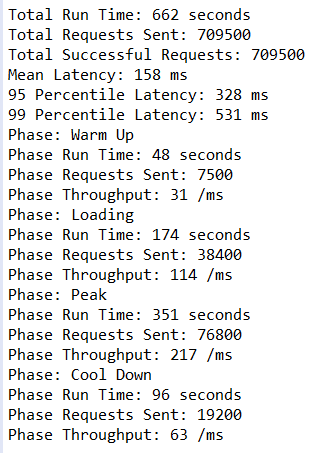 Total Run Time: 662 seconds
Total Requests Sent: 709500
Total Successful Requests: 709500
Mean Latency: 158 ms
95 Percentile Latency: 328 ms
99 Percentile Latency: 531 ms
Phase: Warm Up
Phase Run Time: 48 seconds
Phase Requests Sent: 7500
Phase Throughput: 31 /ms
Phase: Loading
Phase Run Time: 174 seconds
Phase Requests Sent: 38400
Phase Throughput: 114 /ms
Phase: Peak
Phase Run Time: 351 seconds
Phase Requests Sent: 76800
Phase Throughput: 217 /ms
Phase: Cool Down
Phase Run Time: 96 seconds
Phase Requests Sent: 19200
Phase Throughput: 63 /ms